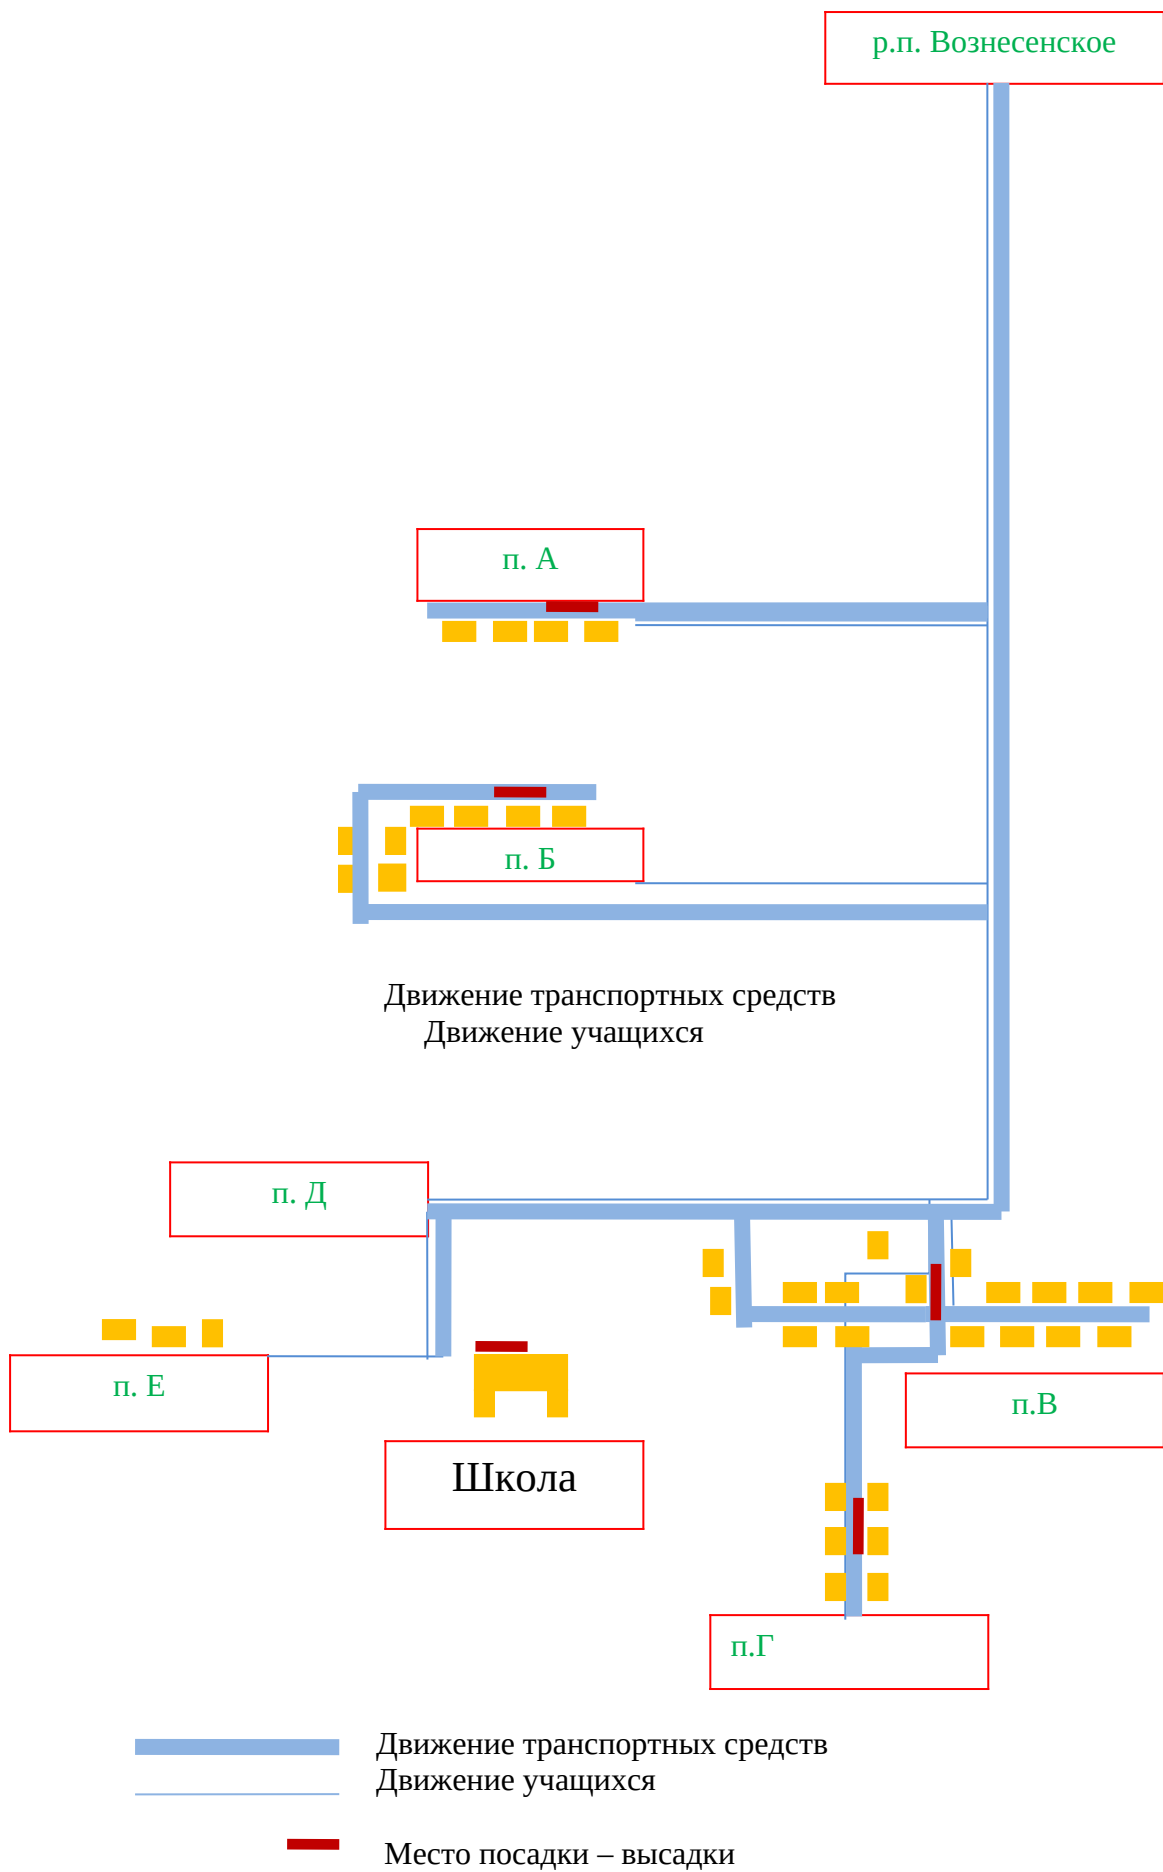 р.п. Вознесенское
п. А
п. Б
Движение транспортных средств
Движение учащихся
п. Д
п. Е
п.В
Школа
п.Г
Движение транспортных средств
Движение учащихся
Место посадки – высадки